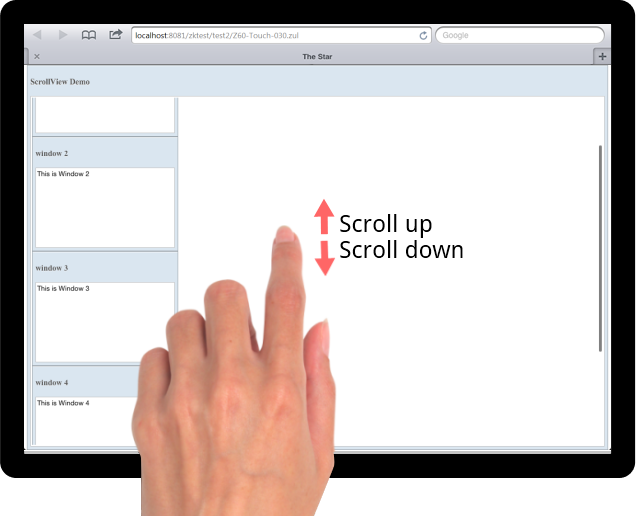 localhost:8081/zktest/test2/Z60-Touch-030.zul
Google
The Star
ScrollView Demo
window 2
This is Window 2
Scroll up
Scroll down
window 3
This is Window 3
window 4
This is Window 4